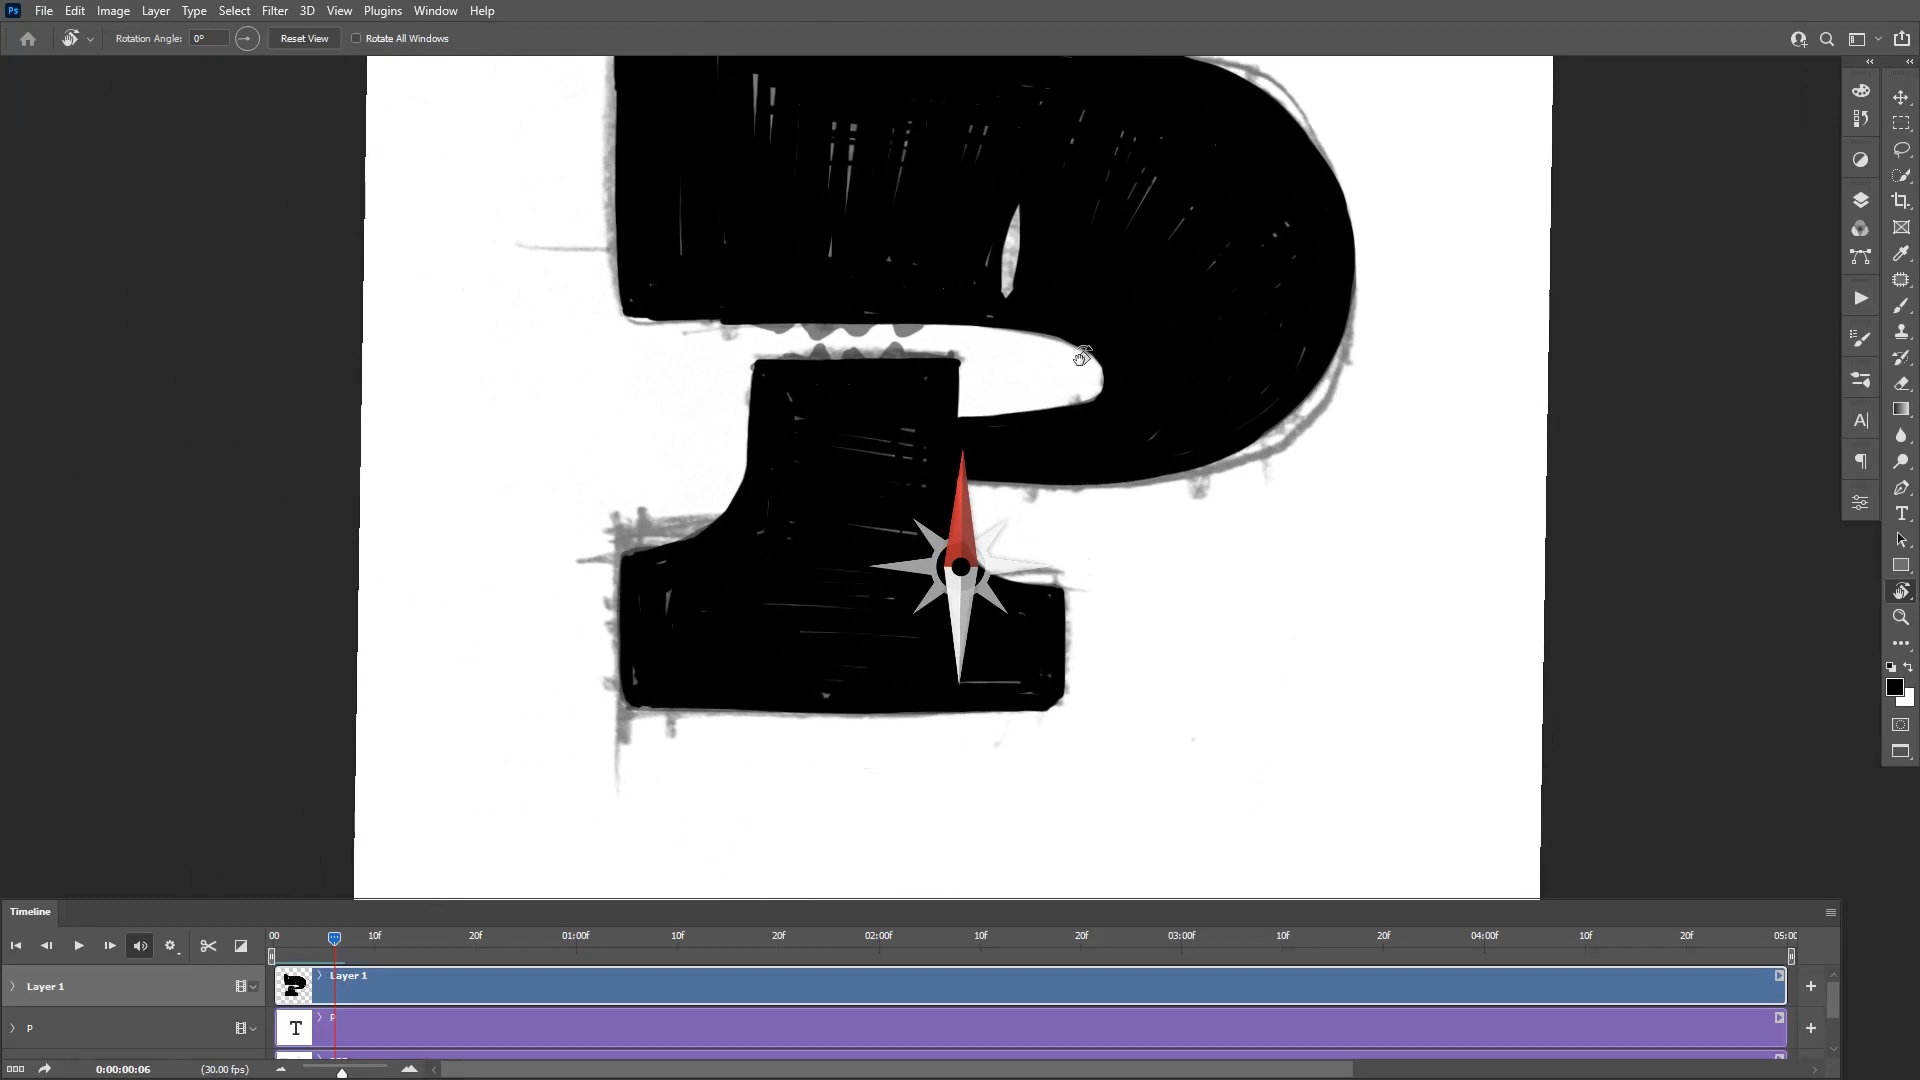 Ps File Edit Image Layer Type Select Filter 3D View Plugins Window Help
Rotation Angle: 0° Reset View Rotate All Windows
A|
T
Timeline
00 10f 20f 01:00f 10f 20f 02:00f 10f 20f 03:00f 10f 20f 04:00f 10f 20f 05:00
Layer 1 Layer 1
P T P
0:00:00:06 (30.00 fps)